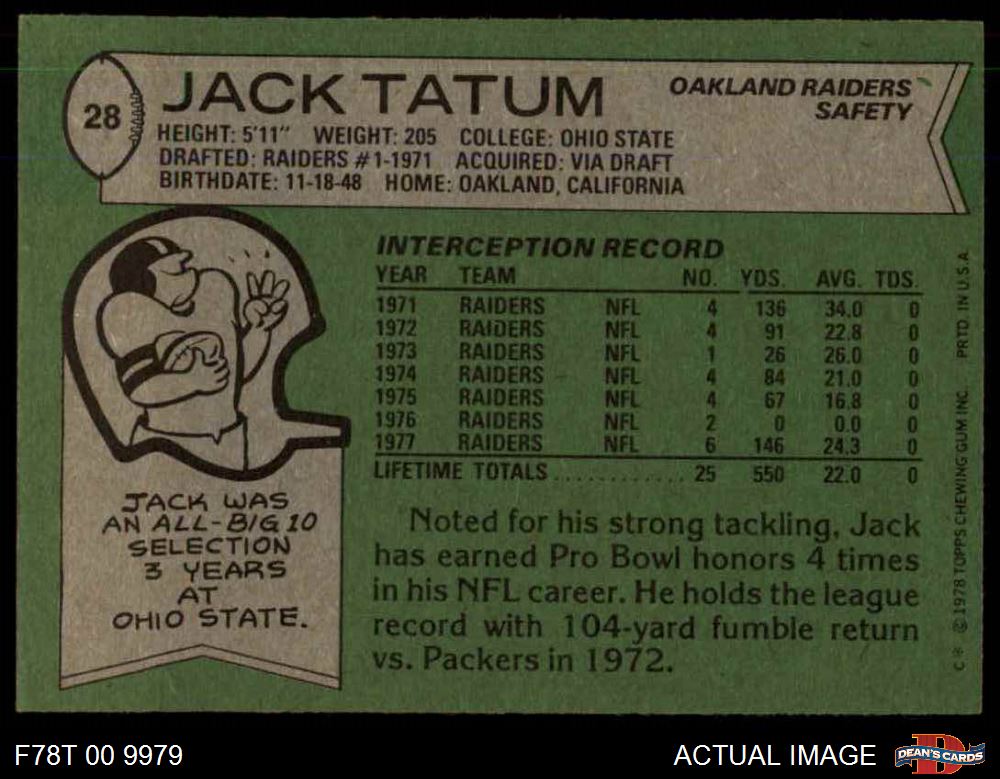 28
JACK TATUM
OAKLAND RAIDERS
SAFETY
HEIGHT: 5'11" WEIGHT: 205 COLLEGE: OHIO STATE
DRAFTED: RAIDERS #1-1971 ACQUIRED: VIA DRAFT
BIRTHDATE: 11-18-48 HOME: OAKLAND, CALIFORNIA
INTERCEPTION RECORD
YEAR TEAM NO. YDS. AVG. TDS.
1971 RAIDERS NFL 4 136 34.0 0
1972 RAIDERS NFL 4 91 22.8 0
1973 RAIDERS NFL 1 26 26.0 0
1974 RAIDERS NFL 4 84 21.0 0
1975 RAIDERS NFL 4 67 16.8 0
1976 RAIDERS NFL 2 0 0.0 0
1977 RAIDERS NFL 6 146 24.3 0
LIFETIME TOTALS ............ 25 550 22.0 0
JACK WAS
AN ALL-BIG 10
SELECTION
3 YEARS
AT
OHIO STATE.
Noted for his strong tackling, Jack
has earned Pro Bowl honors 4 times
in his NFL career. He holds the league
record with 104-yard fumble return
vs. Packers in 1972.
C® © 1978 TOPPS CHEWING GUM INC. PRTD. IN U.S.A.
F78T 00 9979
ACTUAL IMAGE
D
DEAN'S CARDS